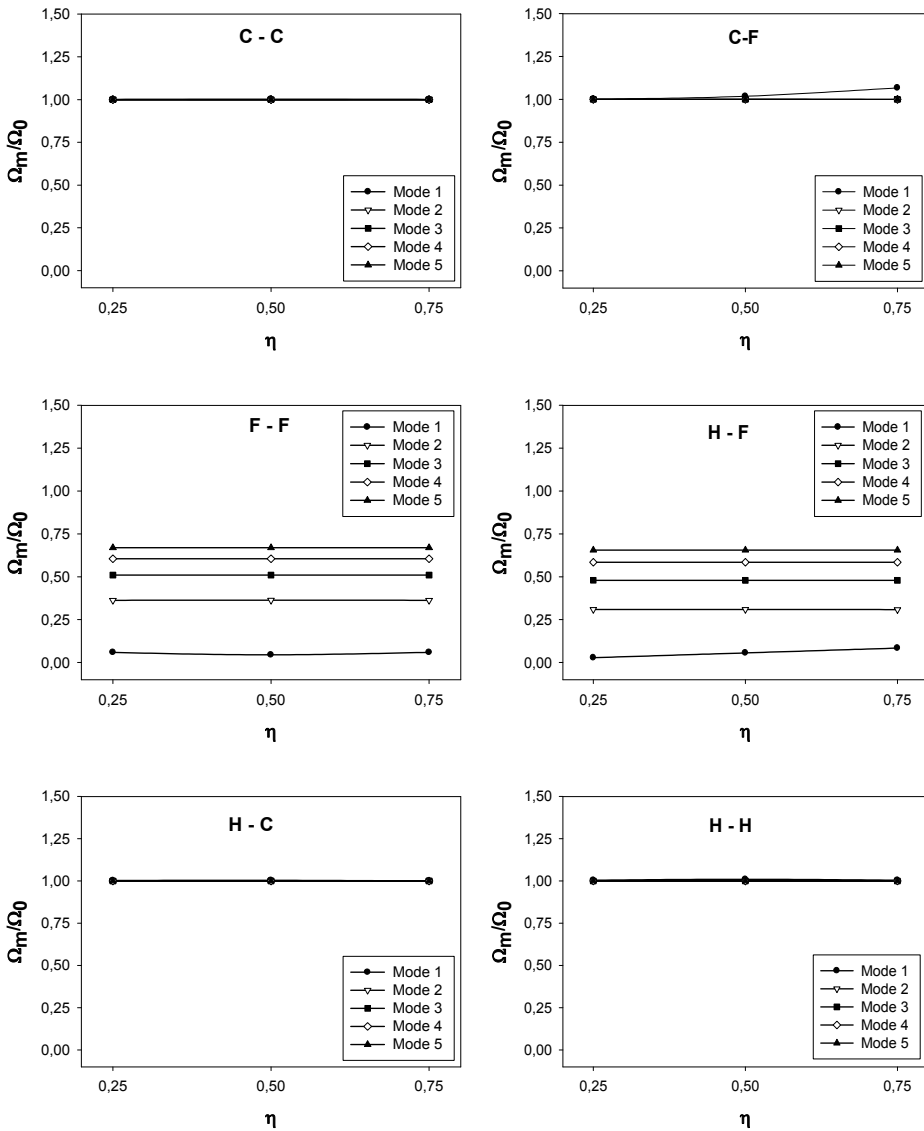 C - C
1,50
1,25
1,00
0,75
0,50
0,25
0,00
Ωm/Ω0
Mode 1
Mode 2
Mode 3
Mode 4
Mode 5
0,25 0,50 0,75
η
C-F
1,50
1,25
1,00
0,75
0,50
0,25
0,00
Ωm/Ω0
Mode 1
Mode 2
Mode 3
Mode 4
Mode 5
0,25 0,50 0,75
η
F - F
1,50
1,25
1,00
0,75
0,50
0,25
0,00
Ωm/Ω0
Mode 1
Mode 2
Mode 3
Mode 4
Mode 5
0,25 0,50 0,75
η
H - F
1,50
1,25
1,00
0,75
0,50
0,25
0,00
Ωm/Ω0
Mode 1
Mode 2
Mode 3
Mode 4
Mode 5
0,25 0,50 0,75
η
H - C
1,50
1,25
1,00
0,75
0,50
0,25
0,00
Ωm/Ω0
Mode 1
Mode 2
Mode 3
Mode 4
Mode 5
0,25 0,50 0,75
η
H - H
1,50
1,25
1,00
0,75
0,50
0,25
0,00
Ωm/Ω0
Mode 1
Mode 2
Mode 3
Mode 4
Mode 5
0,25 0,50 0,75
η